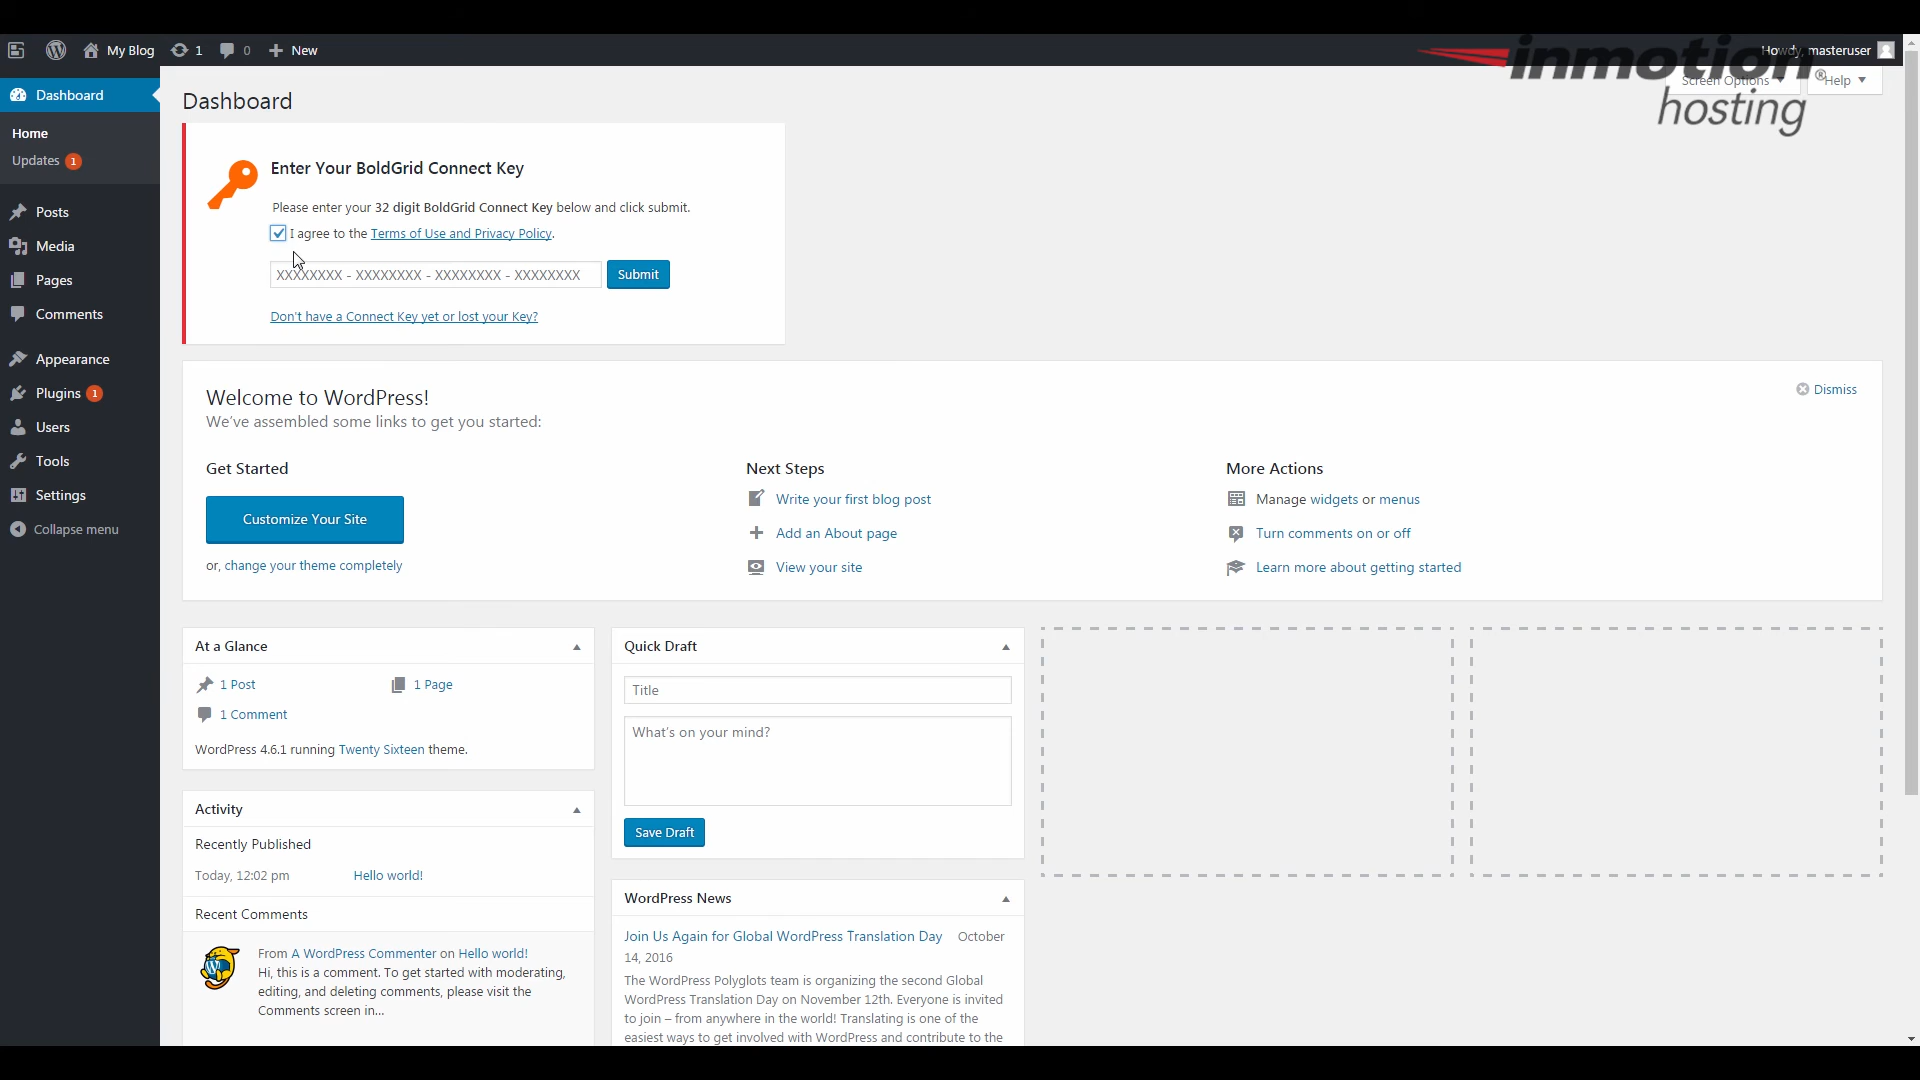 My Blog 1 0 New
Howdy, masteruser
inmotion
hosting
®
Screen Options
Help
Dashboard
Home
Updates 1
Posts
Media
Pages
Comments
Appearance
Plugins 1
Users
Tools
Settings
Collapse menu
Dashboard
Enter Your BoldGrid Connect Key
Please enter your 32 digit BoldGrid Connect Key below and click submit.
I agree to the Terms of Use and Privacy Policy.
XXXXXXXX - XXXXXXXX - XXXXXXXX - XXXXXXXX
Submit
Don't have a Connect Key yet or lost your Key?
Welcome to WordPress!
Dismiss
We've assembled some links to get you started:
Get Started
Customize Your Site
or, change your theme completely
Next Steps
Write your first blog post
Add an About page
View your site
More Actions
Manage widgets or menus
Turn comments on or off
Learn more about getting started
At a Glance
1 Post 1 Page
1 Comment
WordPress 4.6.1 running Twenty Sixteen theme.
Activity
Recently Published
Today, 12:02 pm Hello world!
Recent Comments
From A WordPress Commenter on Hello world!
Hi, this is a comment. To get started with moderating,
editing, and deleting comments, please visit the
Comments screen in...
Quick Draft
Title
What's on your mind?
Save Draft
WordPress News
Join Us Again for Global WordPress Translation Day October
14, 2016
The WordPress Polyglots team is organizing the second Global
WordPress Translation Day on November 12th. Everyone is invited
to join – from anywhere in the world! Translating is one of the
easiest ways to get involved with WordPress and contribute to the